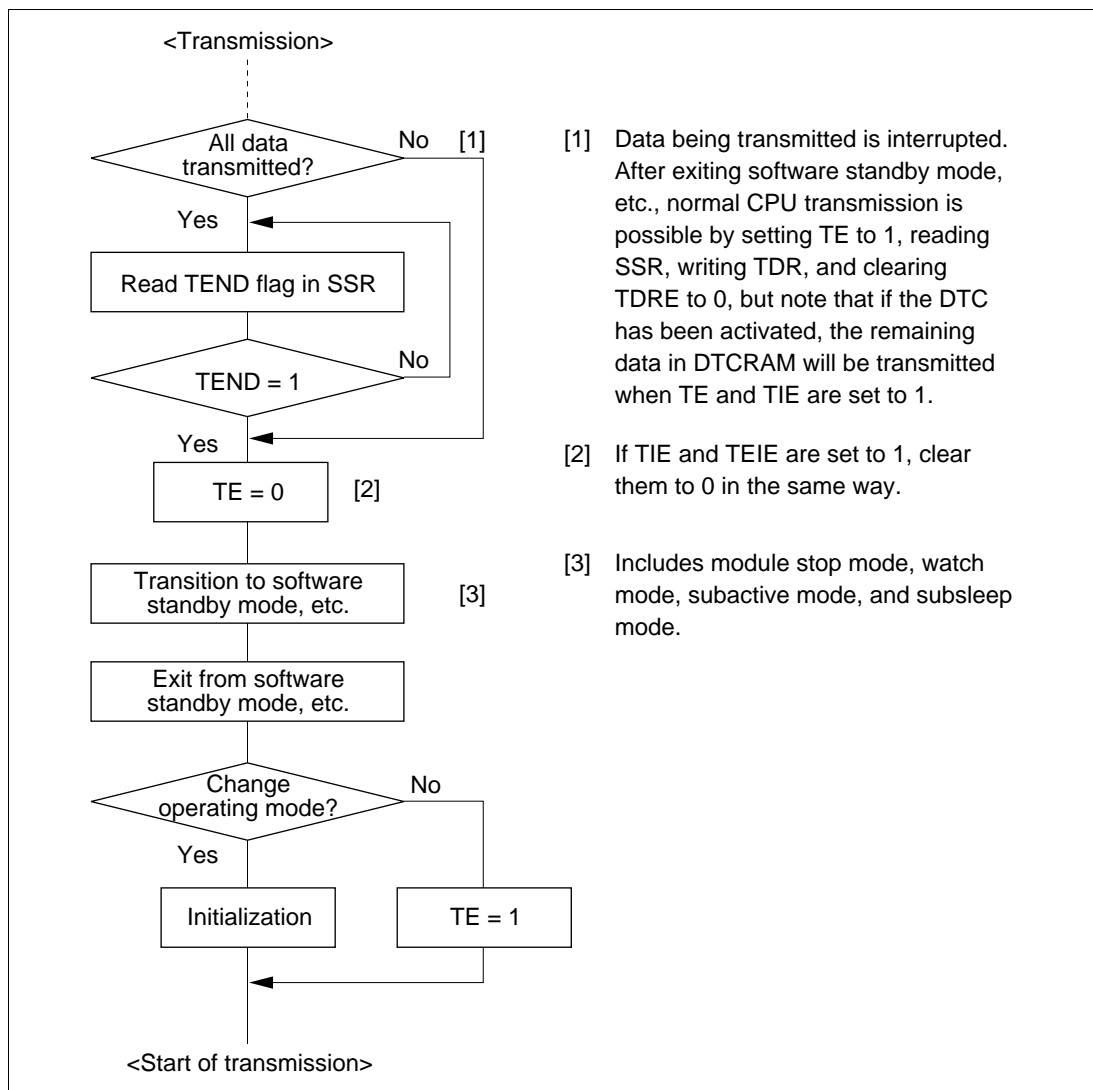 <Transmission>
All data
transmitted?
No
[1]
Yes
Read TEND flag in SSR
TEND = 1
No
Yes
TE = 0
[2]
Transition to software
standby mode, etc.
[3]
Exit from software
standby mode, etc.
Change
operating mode?
No
Yes
Initialization
TE = 1
<Start of transmission>
[1] Data being transmitted is interrupted.
After exiting software standby mode,
etc., normal CPU transmission is
possible by setting TE to 1, reading
SSR, writing TDR, and clearing
TDRE to 0, but note that if the DTC
has been activated, the remaining
data in DTCRAM will be transmitted
when TE and TIE are set to 1.
[2] If TIE and TEIE are set to 1, clear
them to 0 in the same way.
[3] Includes module stop mode, watch
mode, subactive mode, and subsleep
mode.